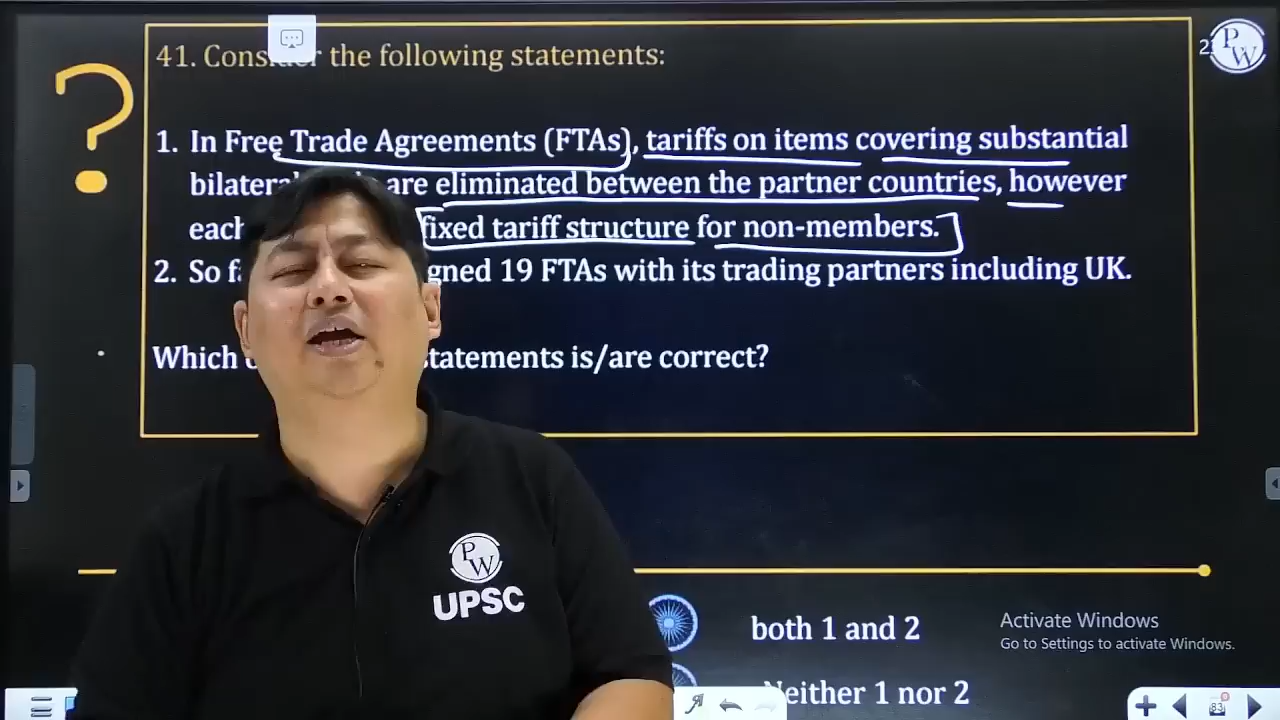 41. Consider the following statements:
1. In Free Trade Agreements (FTAs), tariffs on items covering substantial
are eliminated between the partner countries, however
each fixed tariff structure for non-members.
2. So 19 FTAs with its trading partners including UK.
Which statements is/are correct?
both 1 and 2
Neither 1 nor 2
PW
PW
UPSC
Activate Windows
Go to Settings to activate Windows.
83